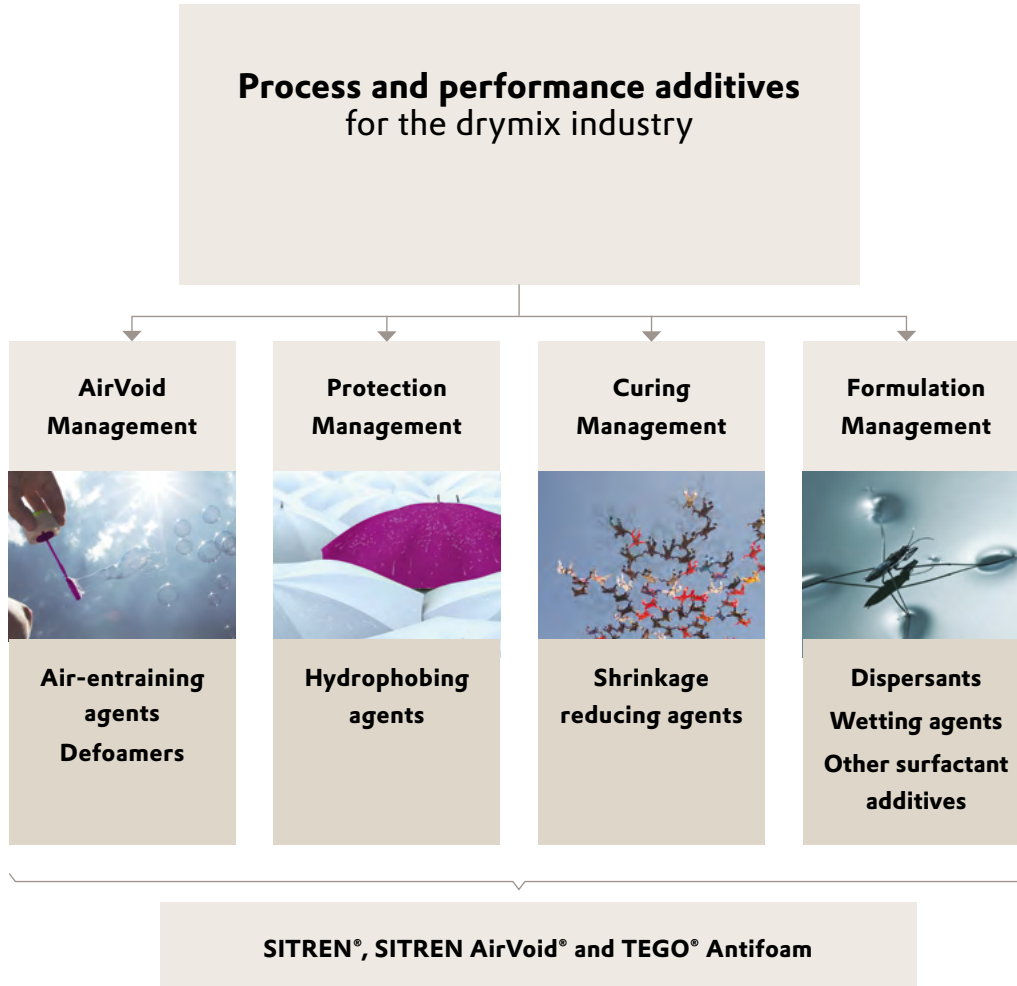 Process and performance additives
for the drymix industry
AirVoid
Management
Air-entraining
agents
Defoamers
Protection
Management
Hydrophobing
agents
Curing
Management
Shrinkage
reducing agents
Formulation
Management
Dispersants
Wetting agents
Other surfactant
additives
SITREN®, SITREN AirVoid® and TEGO® Antifoam